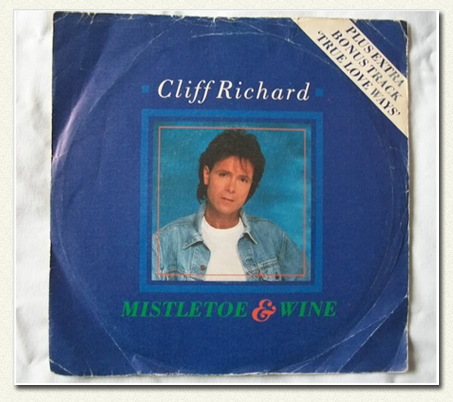 PLUS EXTRA
BONUS TRACK
'TRUE LOVE WAYS'
Cliff Richard
MISTLETOE & WINE